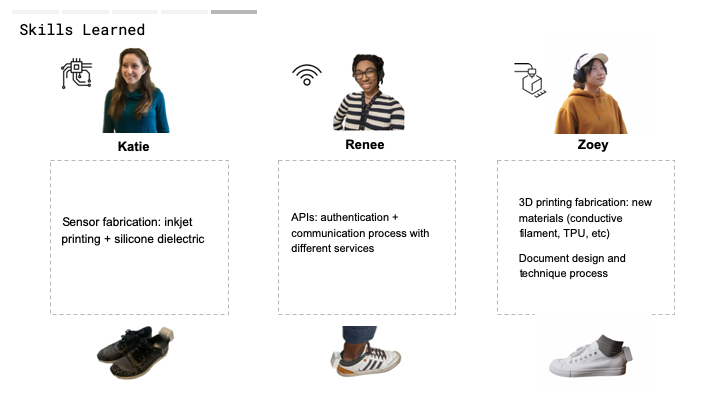 Skills Learned
Katie
Renee
Zoey
Sensor fabrication: inkjet
printing + silicone dielectric
APIs: authentication +
communication process with
different services
3D printing fabrication: new
materials (conductive
filament, TPU, etc)
Document design and
technique process